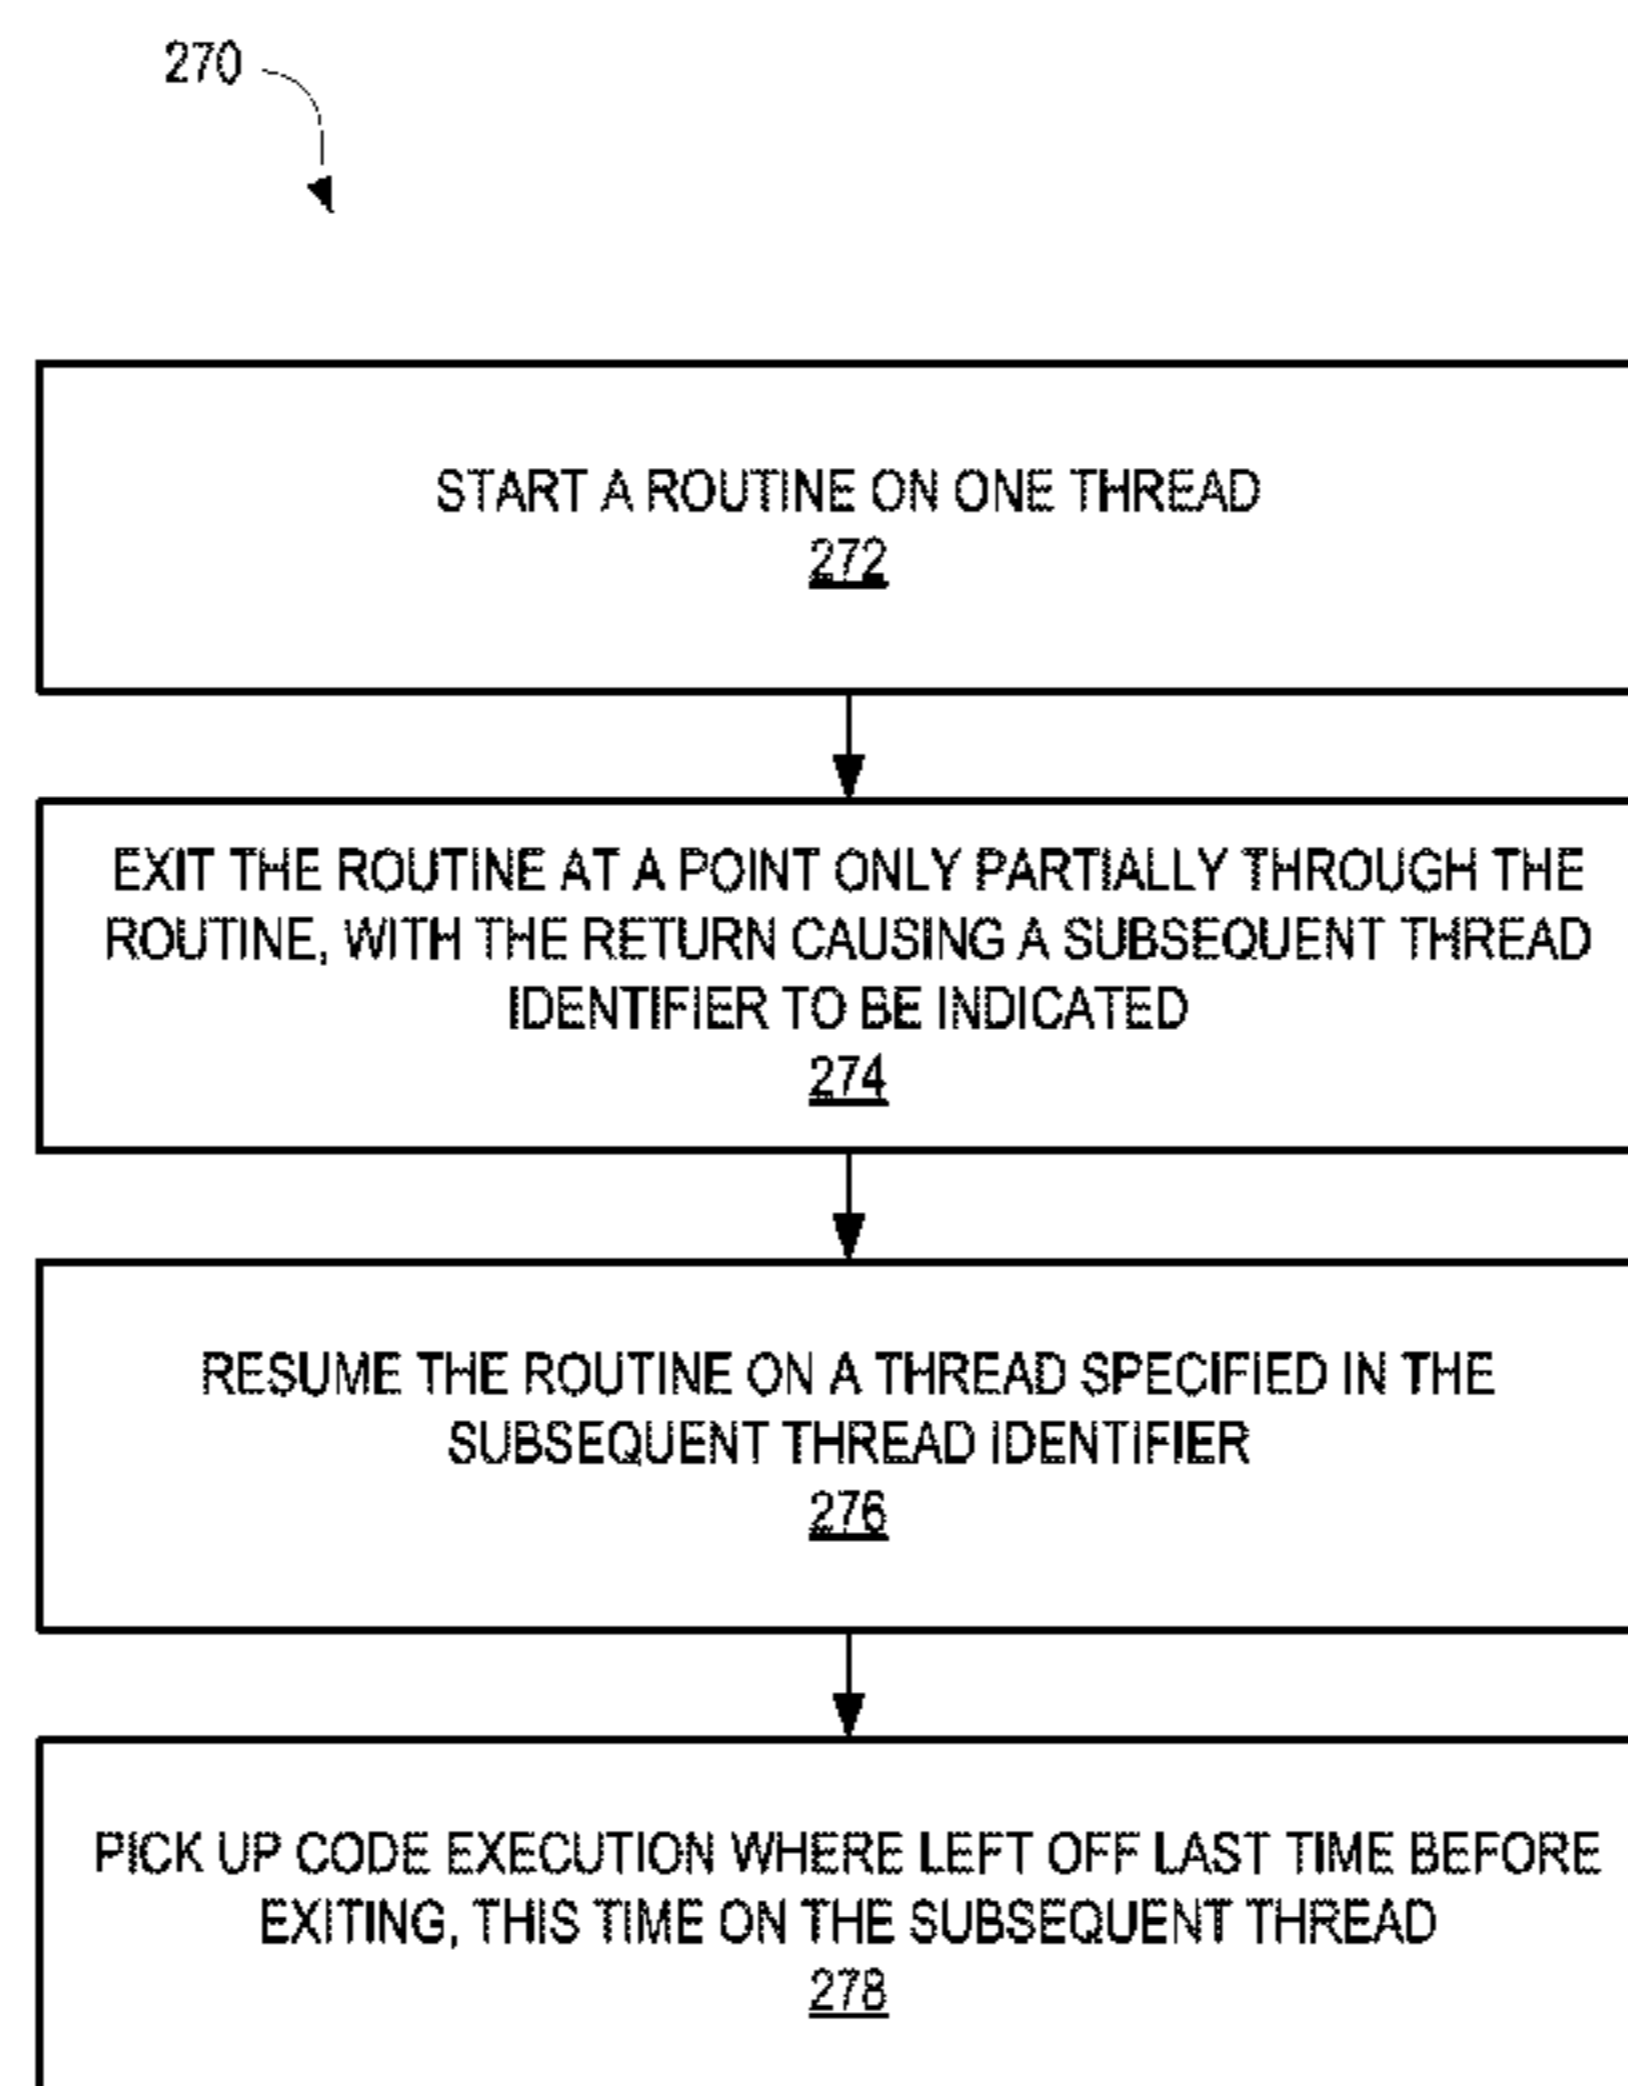 270
START A ROUTINE ON ONE THREAD
272
EXIT THE ROUTINE AT A POINT ONLY PARTIALLY THROUGH THE
ROUTINE, WITH THE RETURN CAUSING A SUBSEQUENT THREAD
IDENTIFIER TO BE INDICATED
274
RESUME THE ROUTINE ON A THREAD SPECIFIED IN THE
SUBSEQUENT THREAD IDENTIFIER
276
PICK UP CODE EXECUTION WHERE LEFT OFF LAST TIME BEFORE
EXITING, THIS TIME ON THE SUBSEQUENT THREAD
278